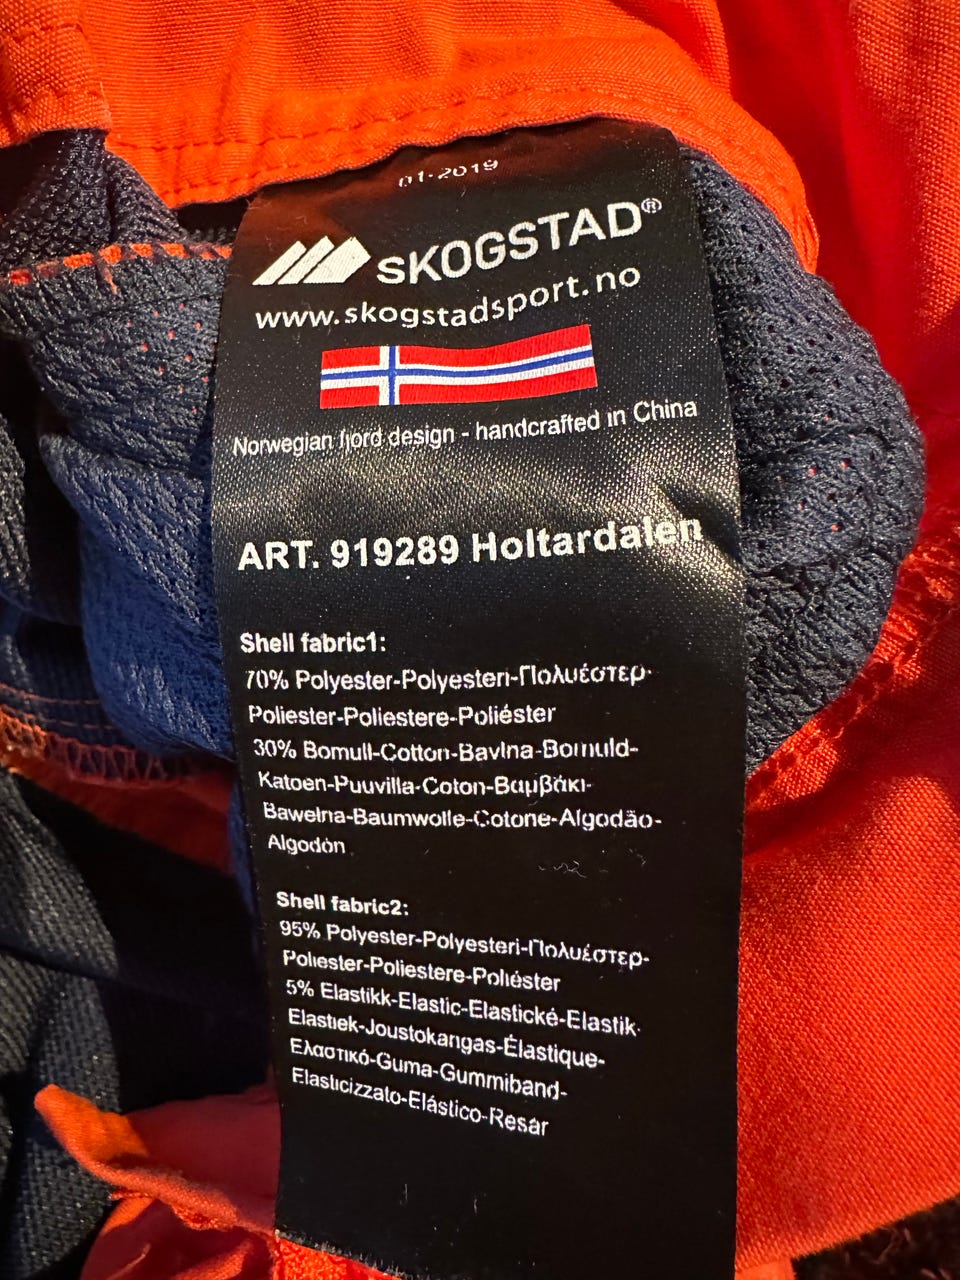 01-2019
SKOGSTAD®
www.skogstadsport.no
Norwegian fjord design - handcrafted in China
ART. 919289 Holtardalen
Shell fabric1:
70% Polyester-Polyesteri-Πολυέστερ-
Poliester-Poliestere-Poliéster
30% Bomull-Cotton-Bavlna-Bomuld-
Katoen-Puuvilla-Coton-Βαμβάκι-
Bawełna-Baumwolle-Cotone-Algodão-
Algodón
Shell fabric2:
95% Polyester-Polyesteri-Πολυέστερ-
Poliester-Poliestere-Poliéster
5% Elastikk-Elastic-Elastické-Elastik-
Elastiek-Joustokangas-Élastique-
Ελαστικό-Guma-Gummiband-
Elasticizzato-Elástico-Resår